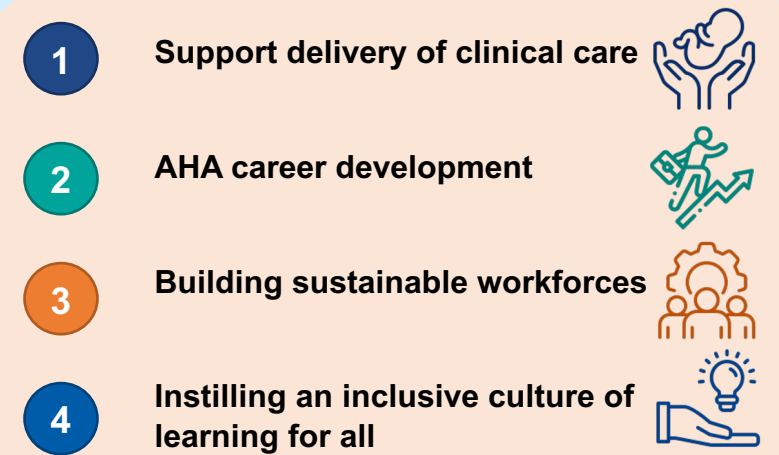 1 Support delivery of clinical care
2 AHA career development
3 Building sustainable workforces
4 Instilling an inclusive culture of
learning for all